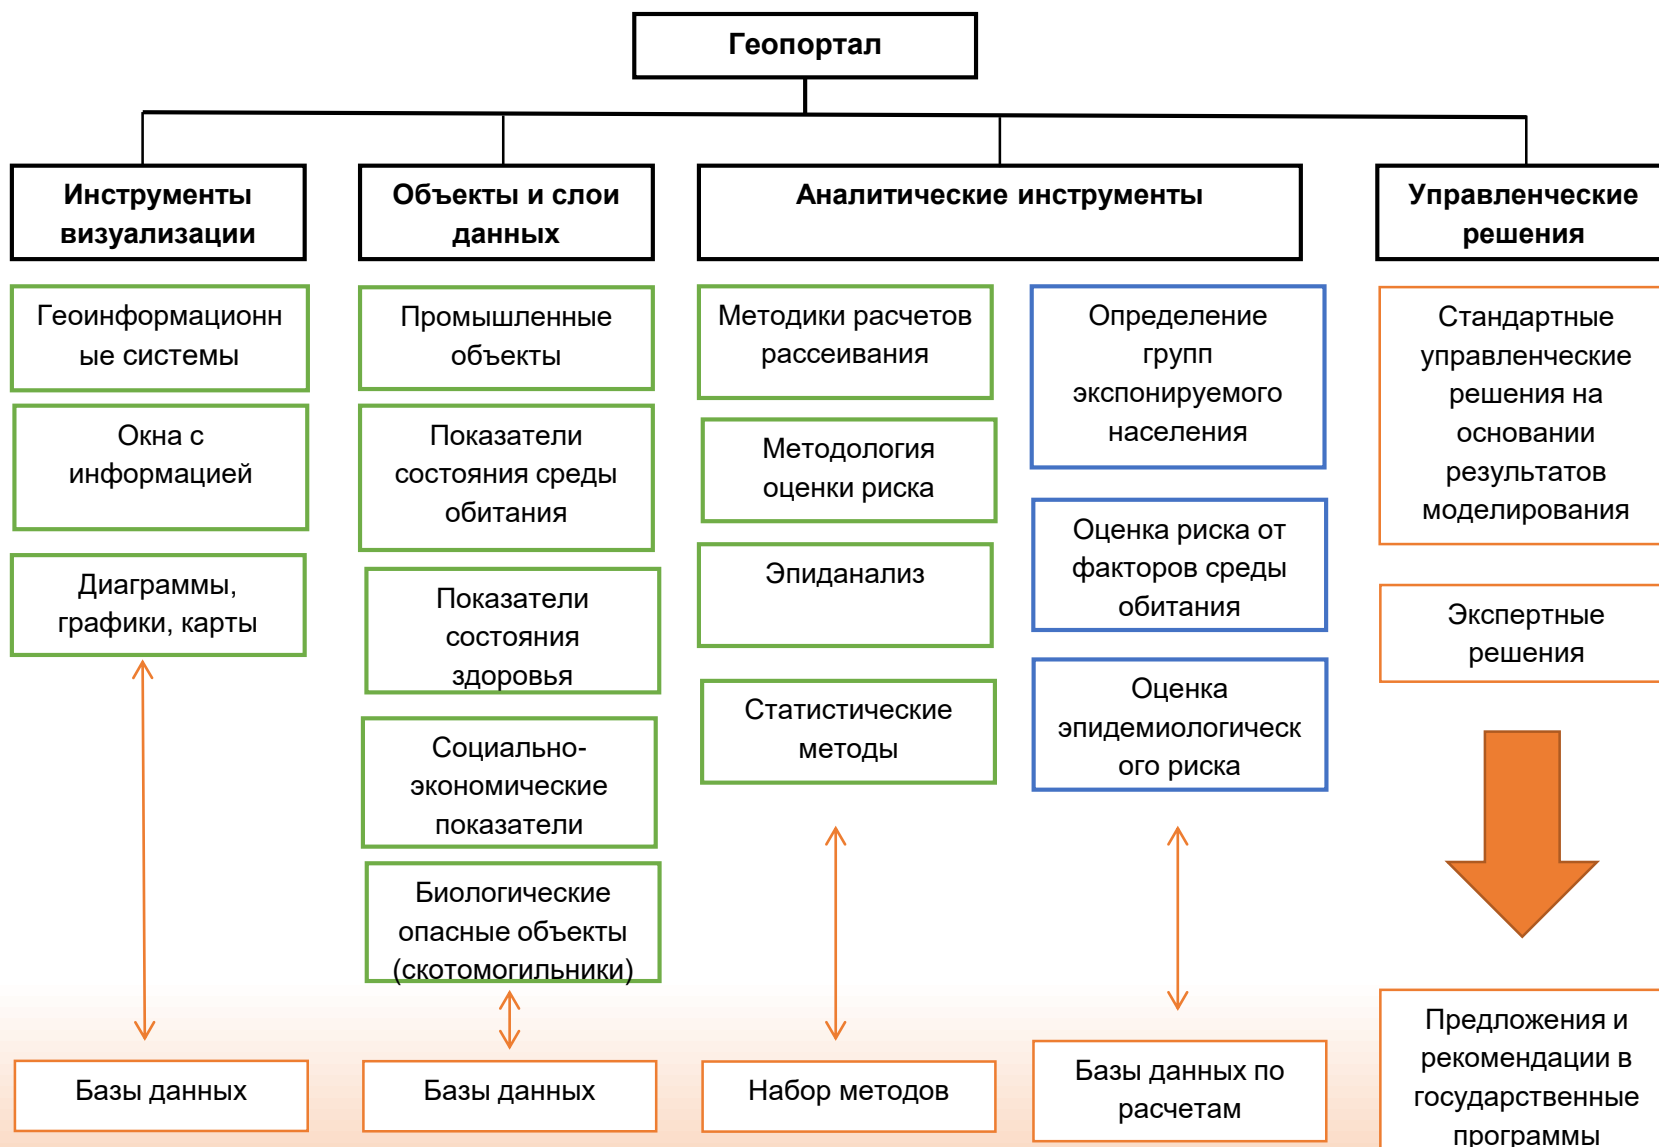 Геопортал
Инструменты
визуализации
Объекты и слои
данных
Аналитические инструменты
Управленческие
решения
Геоинформационн
ые системы
Окна с
информацией
Диаграммы,
графики, карты
Базы данных
Промышленные
объекты
Показатели
состояния среды
обитания
Показатели
состояния
здоровья
Социально-
экономические
показатели
Биологические
опасные объекты
(скотомогильники)
Базы данных
Методики расчетов
рассеивания
Методология
оценки риска
Эпиданализ
Статистические
методы
Набор методов
Определение
групп
экспонируемого
населения
Оценка риска от
факторов среды
обитания
Оценка
эпидемиологическ
ого риска
Базы данных по
расчетам
Стандартные
управленческие
решения на
основании
результатов
моделирования
Экспертные
решения
Предложения и
рекомендации в
государственные
программы